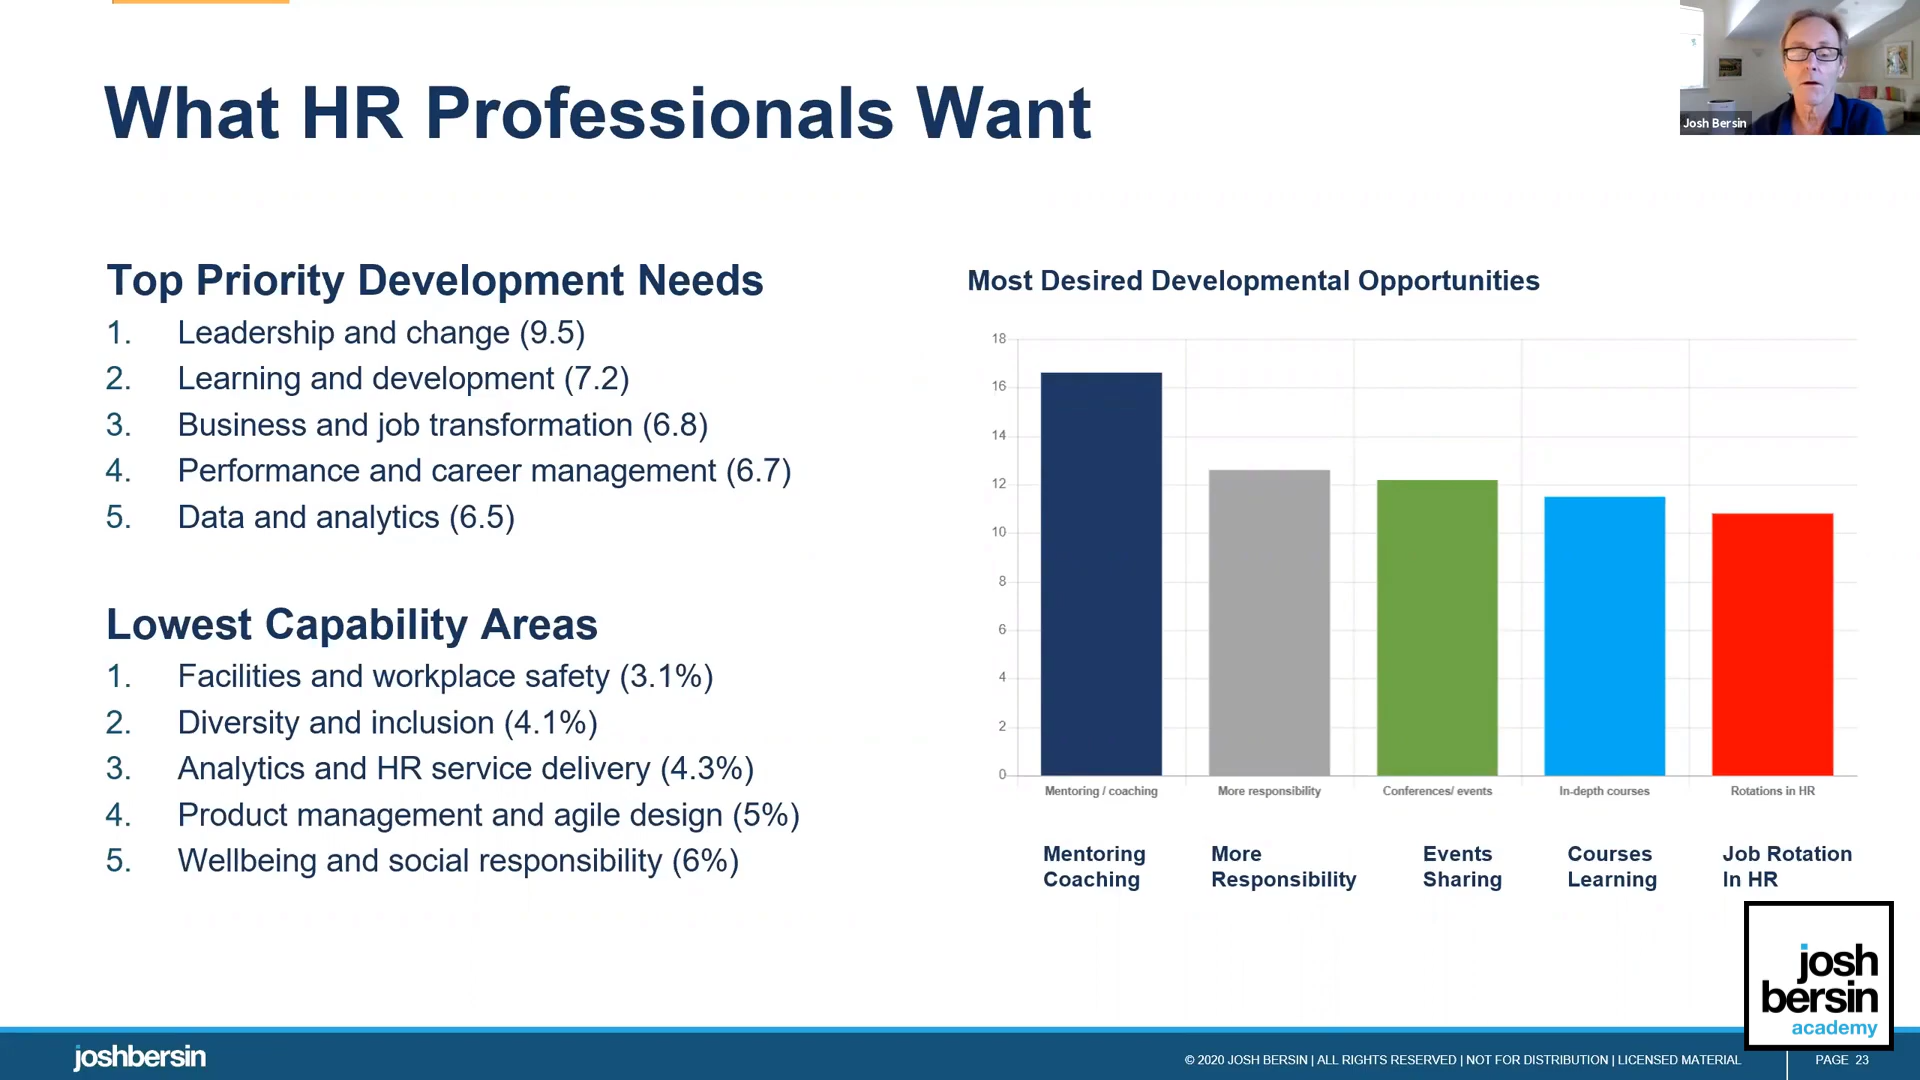 What HR Professionals Want
Josh Bersin
Top Priority Development Needs
1. Leadership and change (9.5)
2. Learning and development (7.2)
3. Business and job transformation (6.8)
4. Performance and career management (6.7)
5. Data and analytics (6.5)
Lowest Capability Areas
1. Facilities and workplace safety (3.1%)
2. Diversity and inclusion (4.1%)
3. Analytics and HR service delivery (4.3%)
4. Product management and agile design (5%)
5. Wellbeing and social responsibility (6%)
Most Desired Developmental Opportunities
18
16
14
12
10
8
6
4
2
0
Mentoring / coaching More responsibility Conferences/ events In-depth courses Rotations in HR
Mentoring More Events Courses Job Rotation
Coaching Responsibility Sharing Learning In HR
josh
bersin
academy
joshbersin
© 2020 JOSH BERSIN | ALL RIGHTS RESERVED | NOT FOR DISTRIBUTION | LICENSED MATERIAL PAGE 23